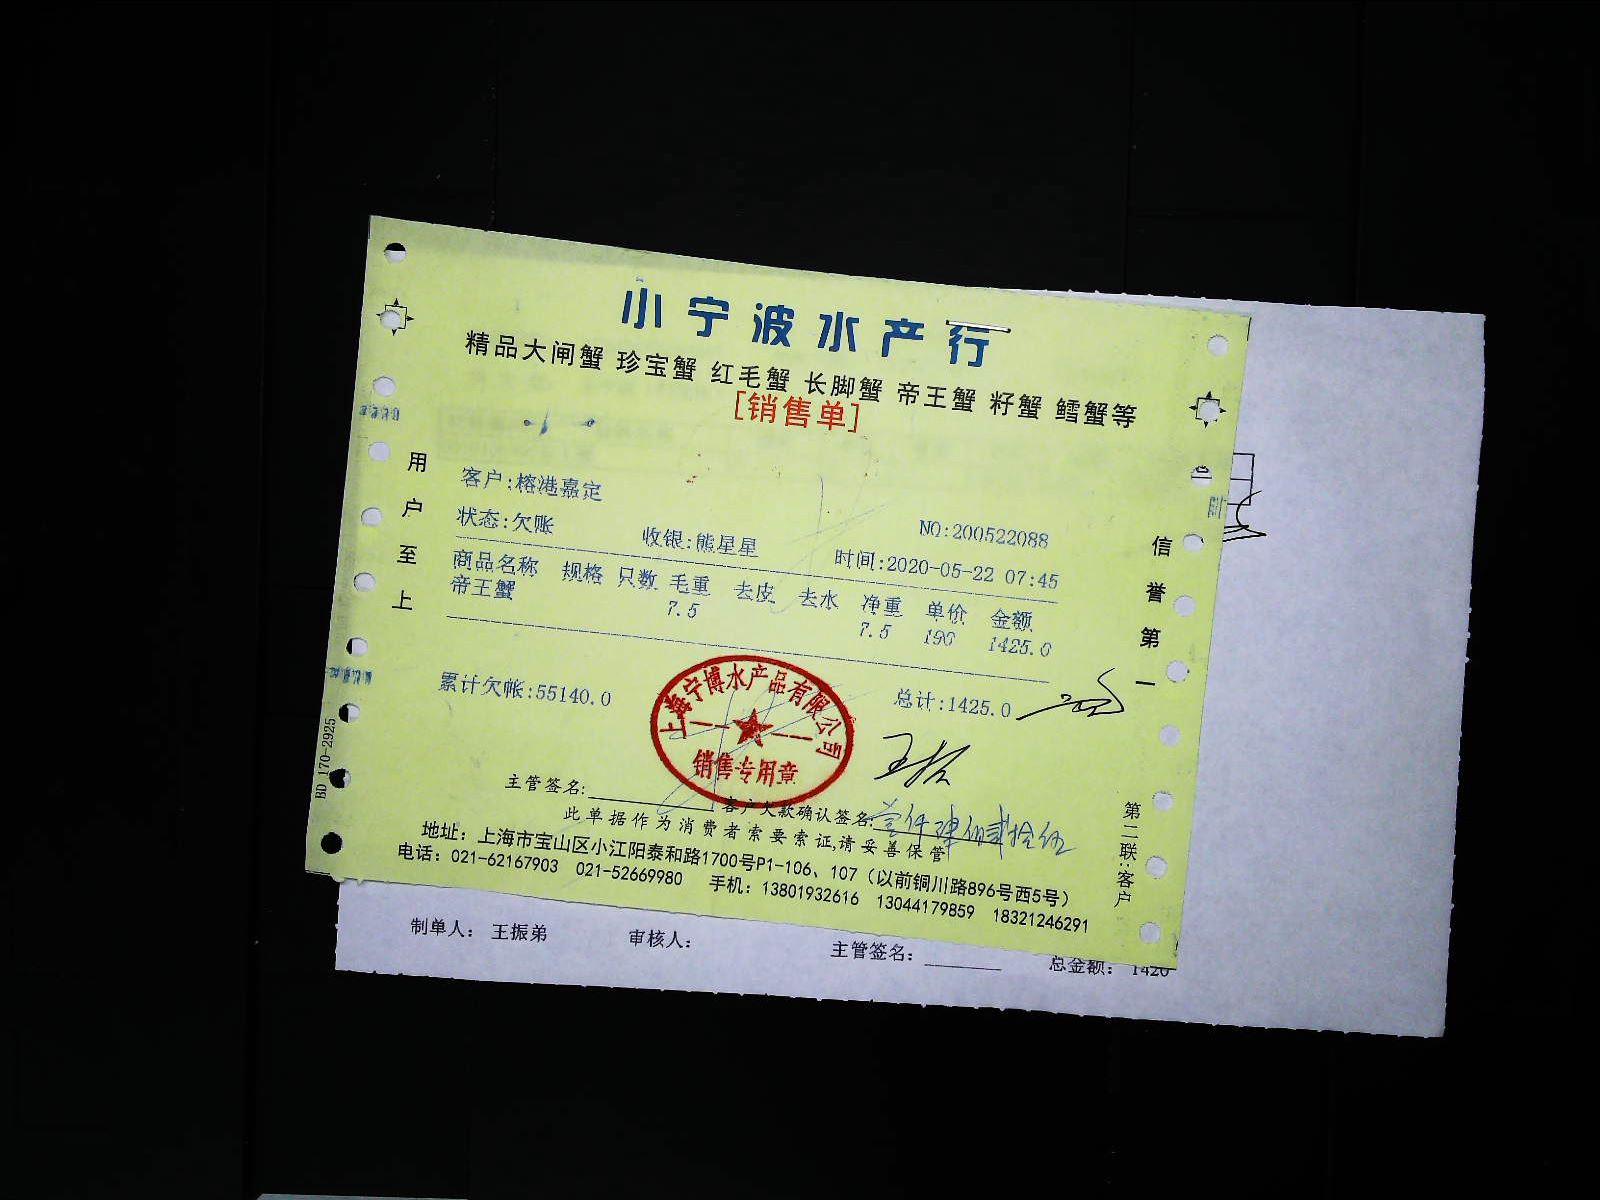 小宁波水产行
精品大闸蟹 珍宝蟹 红毛蟹 长脚蟹 帝王蟹 籽蟹 鳕蟹等
[销售单]
客户:榕港嘉定
NO:200522088
状态:欠账 收银:熊星星 时间:2020-05-22 07:45
商品名称 规格 只数 毛重 去皮 去水 净重 单价 金额
帝王蟹 7.5 7.5 190 1425.0
累计欠帐:55140.0 总计:1425.0
上海宁博水产品有限公司
销售专用章
主管签名: 客户欠款确认签名:
壹仟肆佰贰拾伍
此单据作为消费者索要索证,请妥善保管
地址：上海市宝山区小江阳泰和路1700号P1-106、107（以前铜川路896号西5号）
电话：021-62167903 021-52669980 手机：13801932616 13044179859 18321246291
用户至上
信誉第一
第二联:客户
BD 170-2925
制单人： 王振弟 审核人： 主管签名： 总金额： 1420